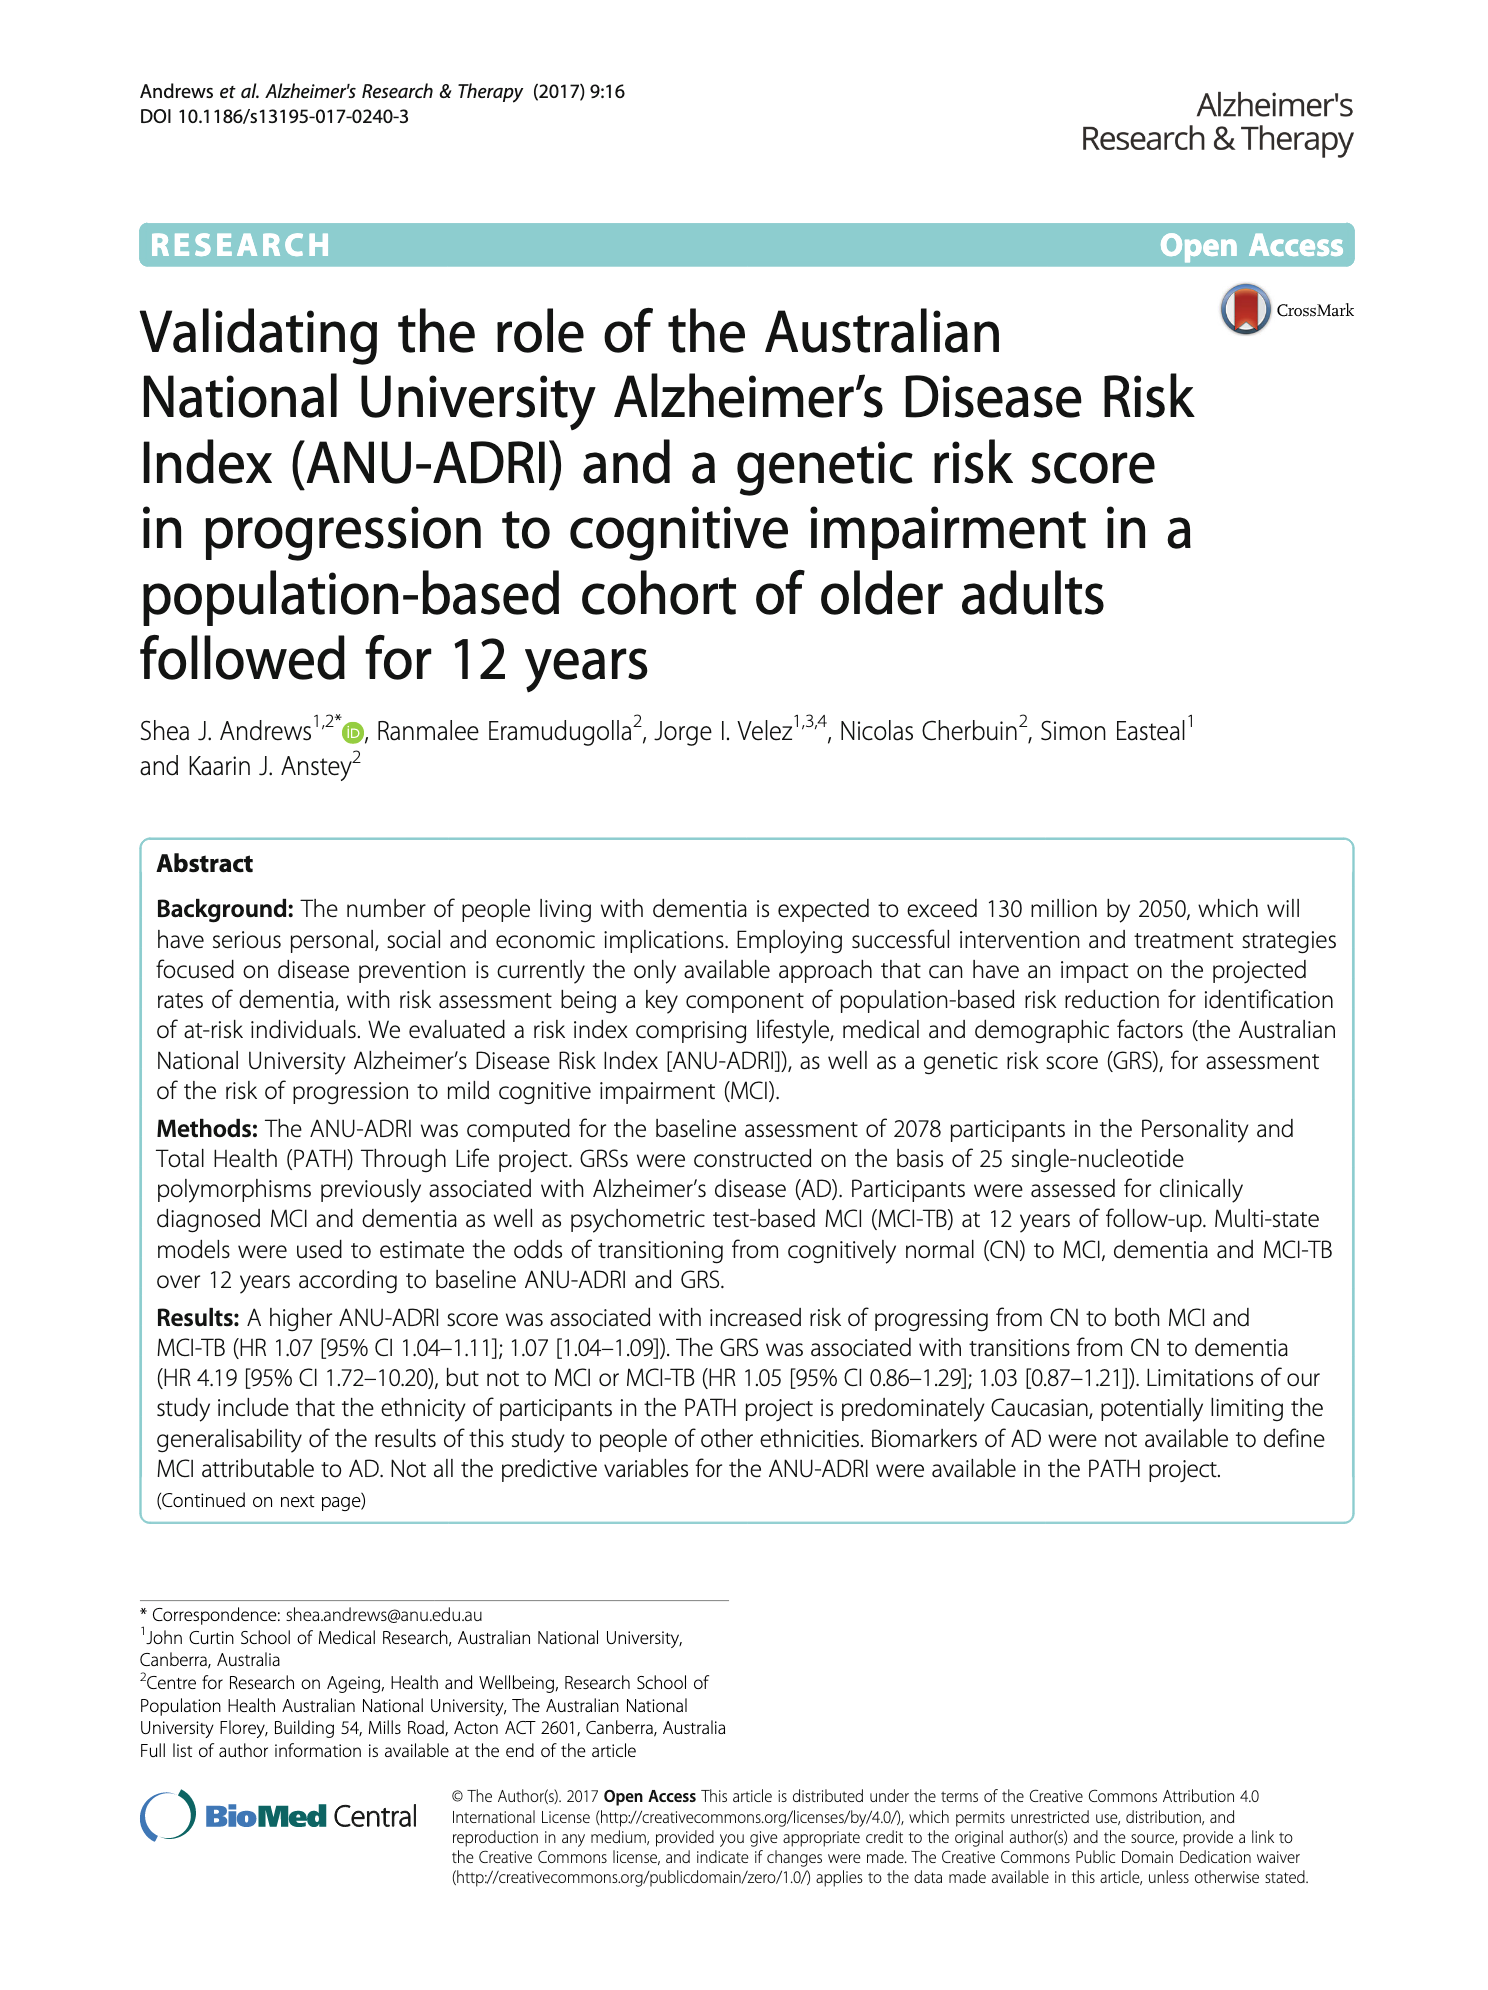 Andrews et al. Alzheimer's Research & Therapy (2017) 9:16
DOI 10.1186/s13195-017-0240-3
Alzheimer's
Research & Therapy
RESEARCH
Open Access
CrossMark
Validating the role of the Australian
National University Alzheimer’s Disease Risk
Index (ANU-ADRI) and a genetic risk score
in progression to cognitive impairment in a
population-based cohort of older adults
followed for 12 years
Shea J. Andrews1,2* iD, Ranmalee Eramudugolla2, Jorge I. Velez1,3,4, Nicolas Cherbuin2, Simon Easteal1
and Kaarin J. Anstey2
Abstract
Background: The number of people living with dementia is expected to exceed 130 million by 2050, which will
have serious personal, social and economic implications. Employing successful intervention and treatment strategies
focused on disease prevention is currently the only available approach that can have an impact on the projected
rates of dementia, with risk assessment being a key component of population-based risk reduction for identification
of at-risk individuals. We evaluated a risk index comprising lifestyle, medical and demographic factors (the Australian
National University Alzheimer’s Disease Risk Index [ANU-ADRI]), as well as a genetic risk score (GRS), for assessment
of the risk of progression to mild cognitive impairment (MCI).
Methods: The ANU-ADRI was computed for the baseline assessment of 2078 participants in the Personality and
Total Health (PATH) Through Life project. GRSs were constructed on the basis of 25 single-nucleotide
polymorphisms previously associated with Alzheimer’s disease (AD). Participants were assessed for clinically
diagnosed MCI and dementia as well as psychometric test-based MCI (MCI-TB) at 12 years of follow-up. Multi-state
models were used to estimate the odds of transitioning from cognitively normal (CN) to MCI, dementia and MCI-TB
over 12 years according to baseline ANU-ADRI and GRS.
Results: A higher ANU-ADRI score was associated with increased risk of progressing from CN to both MCI and
MCI-TB (HR 1.07 [95% CI 1.04–1.11]; 1.07 [1.04–1.09]). The GRS was associated with transitions from CN to dementia
(HR 4.19 [95% CI 1.72–10.20), but not to MCI or MCI-TB (HR 1.05 [95% CI 0.86–1.29]; 1.03 [0.87–1.21]). Limitations of our
study include that the ethnicity of participants in the PATH project is predominately Caucasian, potentially limiting the
generalisability of the results of this study to people of other ethnicities. Biomarkers of AD were not available to define
MCI attributable to AD. Not all the predictive variables for the ANU-ADRI were available in the PATH project.
(Continued on next page)
* Correspondence: shea.andrews@anu.edu.au
1John Curtin School of Medical Research, Australian National University,
Canberra, Australia
2Centre for Research on Ageing, Health and Wellbeing, Research School of
Population Health Australian National University, The Australian National
University Florey, Building 54, Mills Road, Acton ACT 2601, Canberra, Australia
Full list of author information is available at the end of the article
BioMed Central
© The Author(s). 2017 Open Access This article is distributed under the terms of the Creative Commons Attribution 4.0
International License (http://creativecommons.org/licenses/by/4.0/), which permits unrestricted use, distribution, and
reproduction in any medium, provided you give appropriate credit to the original author(s) and the source, provide a link to
the Creative Commons license, and indicate if changes were made. The Creative Commons Public Domain Dedication waiver
(http://creativecommons.org/publicdomain/zero/1.0/) applies to the data made available in this article, unless otherwise stated.